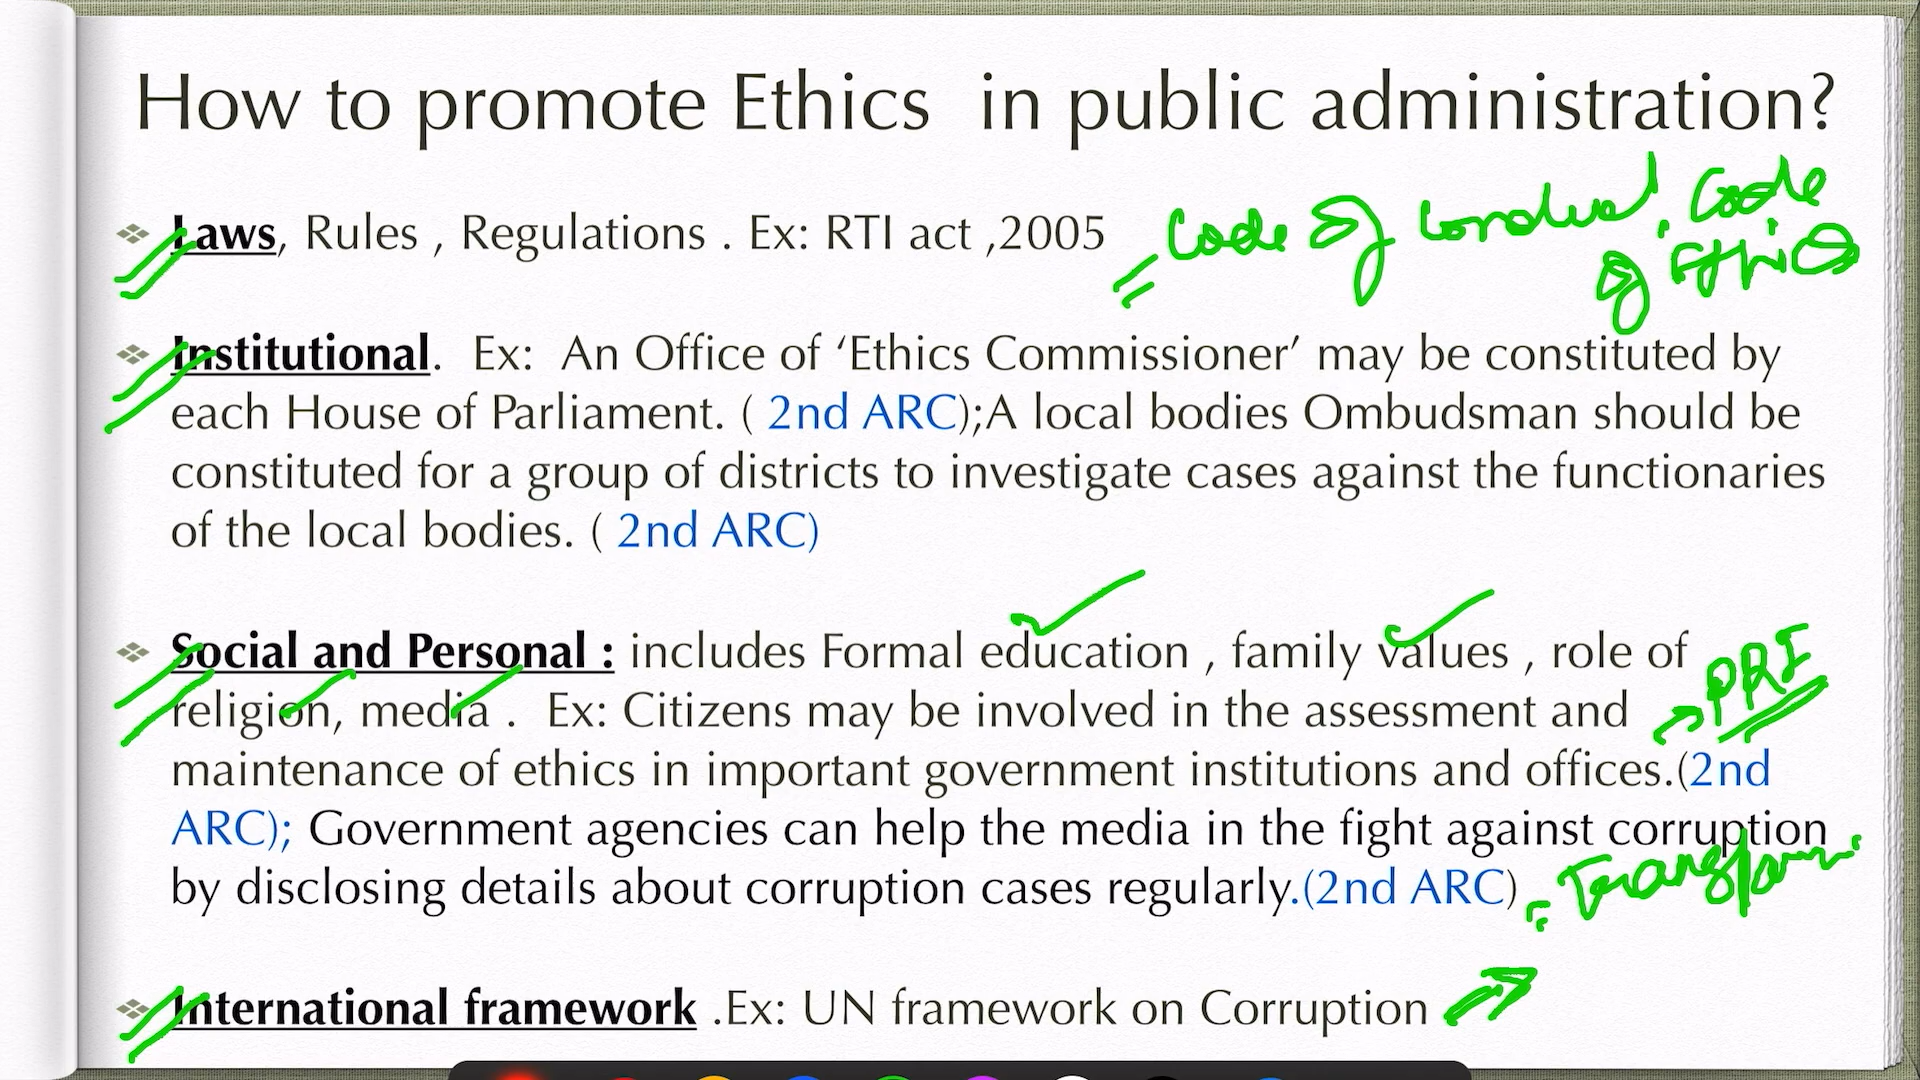 How to promote Ethics in public administration?
Laws, Rules , Regulations . Ex: RTI act ,2005
= Code of conduct, Code
of Ethics
Institutional. Ex: An Office of ‘Ethics Commissioner’ may be constituted by
each House of Parliament. ( 2nd ARC);A local bodies Ombudsman should be
constituted for a group of districts to investigate cases against the functionaries
of the local bodies. ( 2nd ARC)
Social and Personal : includes Formal education , family values , role of
religion, media . Ex: Citizens may be involved in the assessment and
→ PRI
maintenance of ethics in important government institutions and offices.(2nd
ARC); Government agencies can help the media in the fight against corruption
by disclosing details about corruption cases regularly.(2nd ARC)
International framework .Ex: UN framework on Corruption